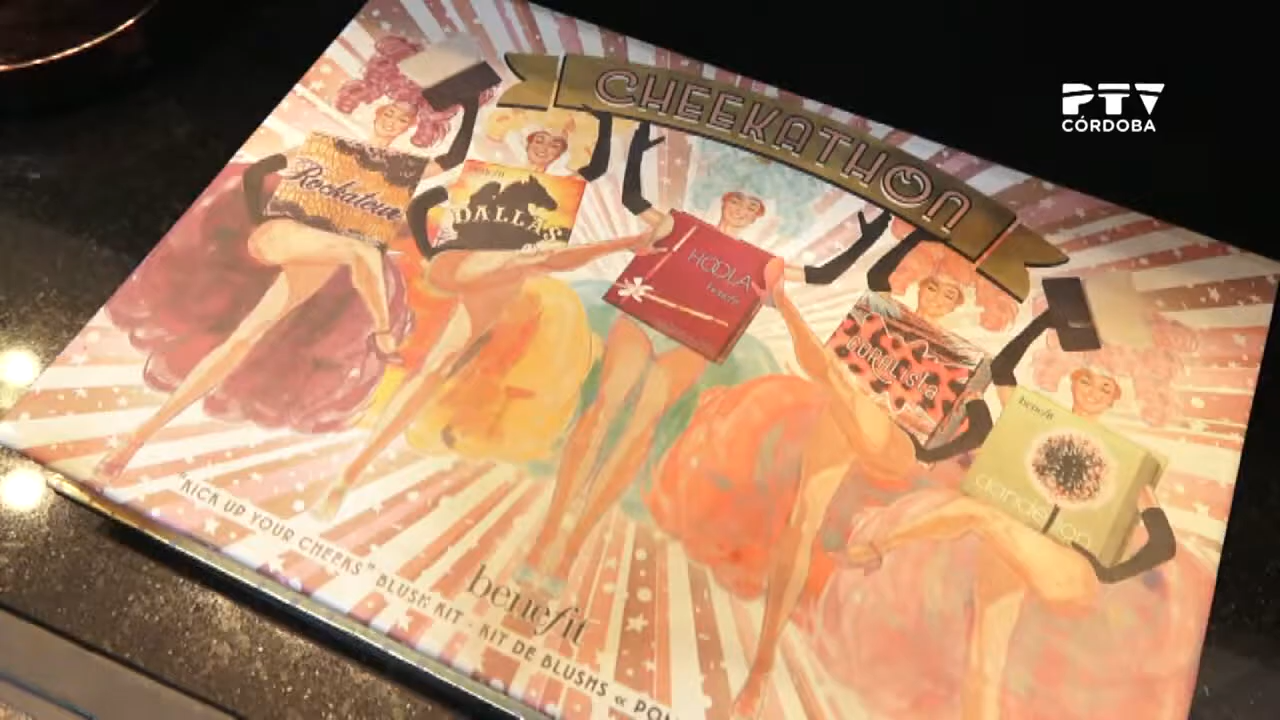 PTV
CÓRDOBA
CHEEKATHON
Rockateur
benefit
DALLAS
HOOLA
benefit
CORALista
benefit
dandelion
"KICK UP YOUR CHEEKS" BLUSH KIT · KIT DE BLUSHS «
benefit